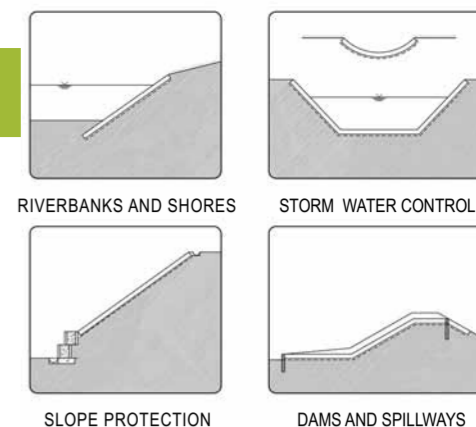 RIVERBANKS AND SHORES
STORM WATER CONTROL
SLOPE PROTECTION
DAMS AND SPILLWAYS